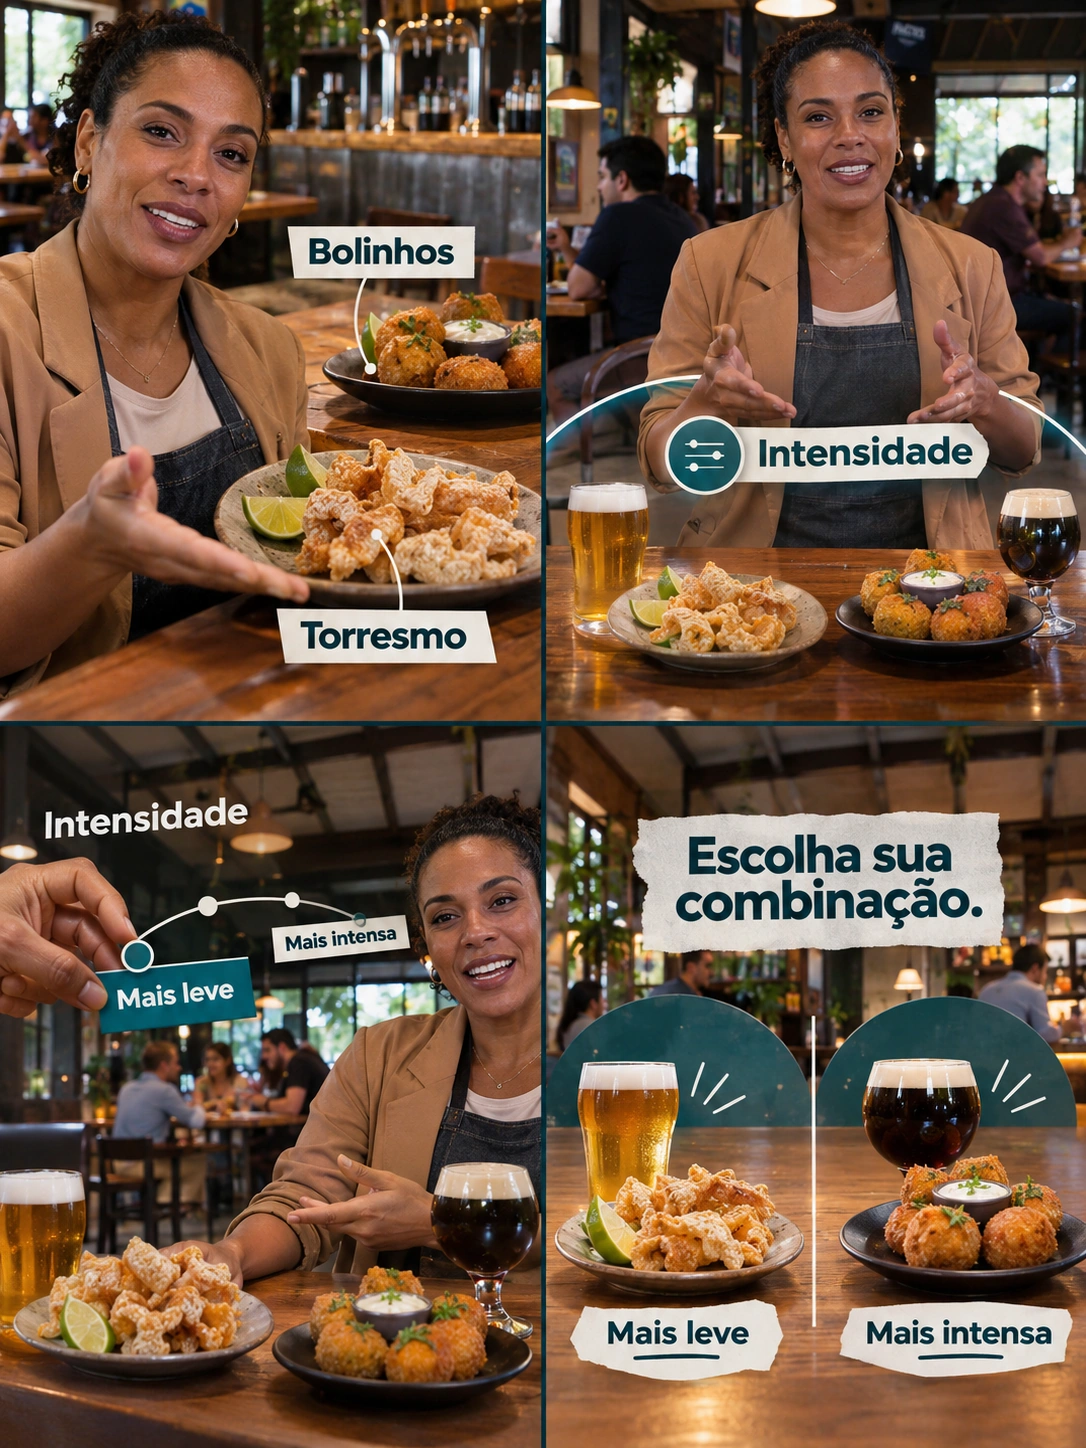 Bolinhos
Torresmo
Intensidade
Intensidade
Mais leve
Mais intensa
Escolha sua
combinação.
Mais leve
Mais intensa